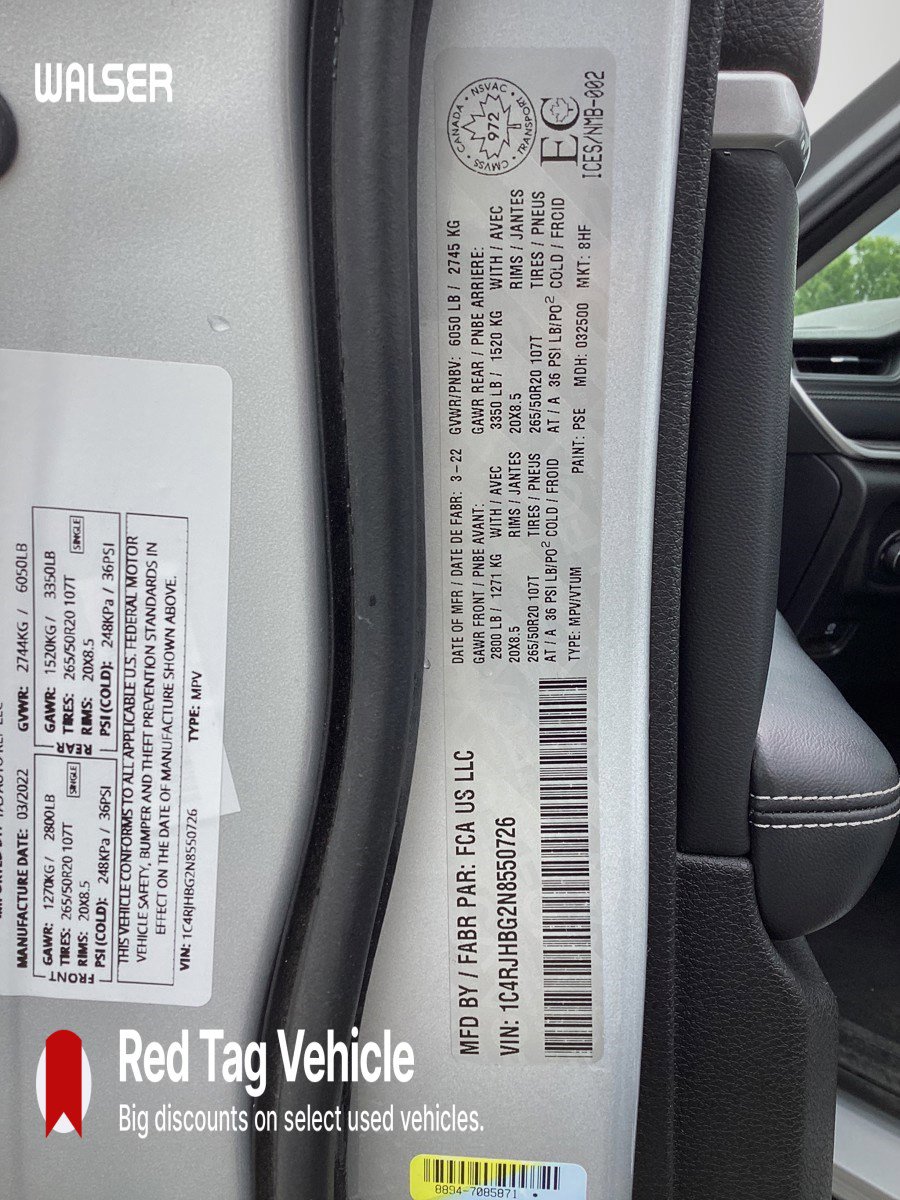 WALSER
MANUFACTURE DATE: 03/2022 GVWR: 2744KG / 6050LB
FRONT
GAWR: 1270KG / 2800LB
TIRES: 265/50R20 107T
RIMS: 20X8.5 SINGLE
PSI (COLD): 248KPa / 36PSI
REAR
GAWR: 1520KG / 3350LB
TIRES: 265/50R20 107T
RIMS: 20X8.5 SINGLE
PSI (COLD): 248KPa / 36PSI
THIS VEHICLE CONFORMS TO ALL APPLICABLE U.S. FEDERAL MOTOR
VEHICLE SAFETY, BUMPER AND THEFT PREVENTION STANDARDS IN
EFFECT ON THE DATE OF MANUFACTURE SHOWN ABOVE.
VIN: 1C4RJHBG2N8550726 TYPE: MPV
MFD BY / FABR PAR: FCA US LLC
VIN: 1C4RJHBG2N8550726
DATE OF MFR / DATE DE FABR: 3-22 GVWR/PNBV: 6050 LB / 2745 KG
GAWR FRONT / PNBE AVANT:
2800 LB / 1271 KG WITH / AVEC
20X8.5 RIMS / JANTES
265/50R20 107T TIRES / PNEUS
AT / A 36 PSI LB/PO² COLD / FROID
GAWR REAR / PNBE ARRIERE:
3350 LB / 1520 KG WITH / AVEC
20X8.5 RIMS / JANTES
265/50R20 107T TIRES / PNEUS
AT / A 36 PSI LB/PO² COLD / FROID
TYPE: MPV/VTUM PAINT: PSE MDH: 032500 MKT: 8HF
CANADA • NSVAC • TRANSPORT • CMVSS •
972
EC
ICES/NMB-002
Red Tag Vehicle
Big discounts on select used vehicles.
8894-7085871